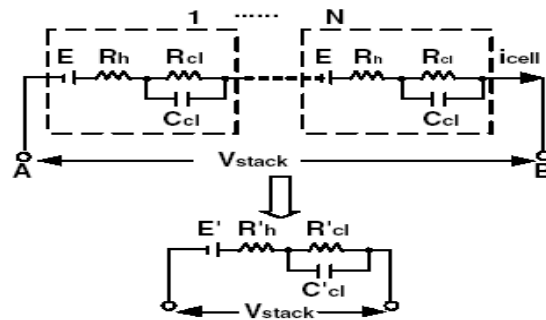 1 ...... N
E Rh Rcl E Rh Rcl icell
Ccl Ccl
A Vstack B
E' R'h R'cl
C'cl
Vstack